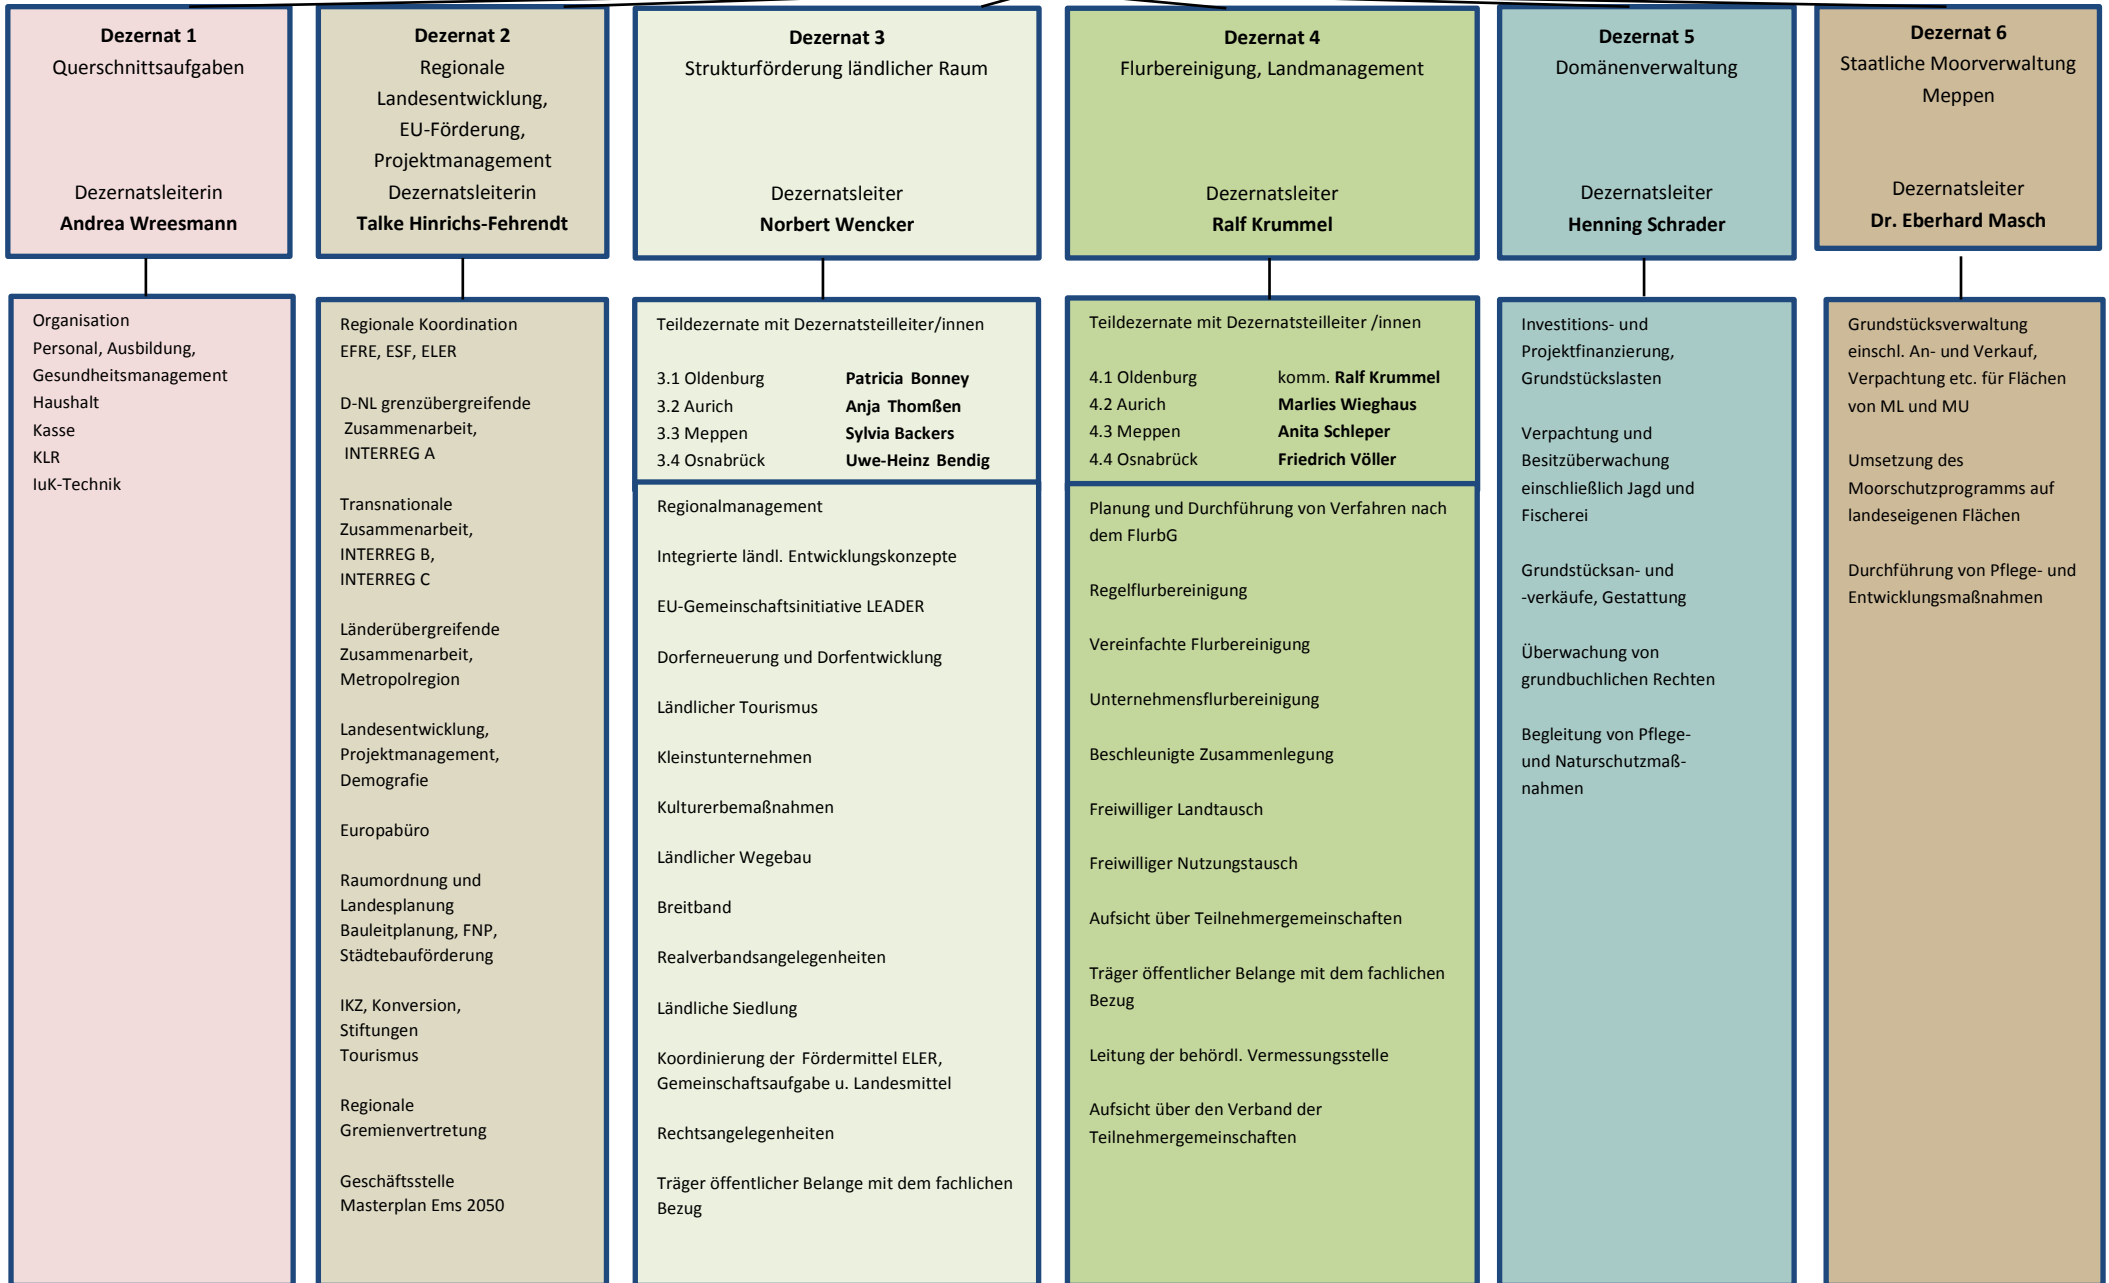 Dezernat 1
Querschnittsaufgaben
Dezernatsleiterin
Andrea Wreesmann
Organisation
Personal, Ausbildung,
Gesundheitsmanagement
Haushalt
Kasse
KLR
IuK-Technik
Dezernat 2
Regionale
Landesentwicklung,
EU-Förderung,
Projektmanagement
Dezernatsleiterin
Talke Hinrichs-Fehrendt
Regionale Koordination
EFRE, ESF, ELER
D-NL grenzübergreifende
Zusammenarbeit,
INTERREG A
Transnationale
Zusammenarbeit,
INTERREG B,
INTERREG C
Länderübergreifende
Zusammenarbeit,
Metropolregion
Landesentwicklung,
Projektmanagement,
Demografie
Europabüro
Raumordnung und
Landesplanung
Bauleitplanung, FNP,
Städtebauförderung
IKZ, Konversion,
Stiftungen
Tourismus
Regionale
Gremienvertretung
Geschäftsstelle
Masterplan Ems 2050
Dezernat 3
Strukturförderung ländlicher Raum
Dezernatsleiter
Norbert Wencker
Teildezernate mit Dezernatsteilleiter/innen
3.1 Oldenburg Patricia Bonney
3.2 Aurich Anja Thomßen
3.3 Meppen Sylvia Backers
3.4 Osnabrück Uwe-Heinz Bendig
Regionalmanagement
Integrierte ländl. Entwicklungskonzepte
EU-Gemeinschaftsinitiative LEADER
Dorferneuerung und Dorfentwicklung
Ländlicher Tourismus
Kleinstunternehmen
Kulturerbemaßnahmen
Ländlicher Wegebau
Breitband
Realverbandsangelegenheiten
Ländliche Siedlung
Koordinierung der Fördermittel ELER,
Gemeinschaftsaufgabe u. Landesmittel
Rechtsangelegenheiten
Träger öffentlicher Belange mit dem fachlichen
Bezug
Dezernat 4
Flurbereinigung, Landmanagement
Dezernatsleiter
Ralf Krummel
Teildezernate mit Dezernatsteilleiter /innen
4.1 Oldenburg komm. Ralf Krummel
4.2 Aurich Marlies Wieghaus
4.3 Meppen Anita Schleper
4.4 Osnabrück Friedrich Völler
Planung und Durchführung von Verfahren nach
dem FlurbG
Regelflurbereinigung
Vereinfachte Flurbereinigung
Unternehmensflurbereinigung
Beschleunigte Zusammenlegung
Freiwilliger Landtausch
Freiwilliger Nutzungstausch
Aufsicht über Teilnehmergemeinschaften
Träger öffentlicher Belange mit dem fachlichen
Bezug
Leitung der behördl. Vermessungsstelle
Aufsicht über den Verband der
Teilnehmergemeinschaften
Dezernat 5
Domänenverwaltung
Dezernatsleiter
Henning Schrader
Investitions- und
Projektfinanzierung,
Grundstückslasten
Verpachtung und
Besitzüberwachung
einschließlich Jagd und
Fischerei
Grundstücksan- und
-verkäufe, Gestattung
Überwachung von
grundbuchlichen Rechten
Begleitung von Pflege-
und Naturschutzmaß-
nahmen
Dezernat 6
Staatliche Moorverwaltung
Meppen
Dezernatsleiter
Dr. Eberhard Masch
Grundstücksverwaltung
einschl. An- und Verkauf,
Verpachtung etc. für Flächen
von ML und MU
Umsetzung des
Moorschutzprogramms auf
landeseigenen Flächen
Durchführung von Pflege- und
Entwicklungsmaßnahmen